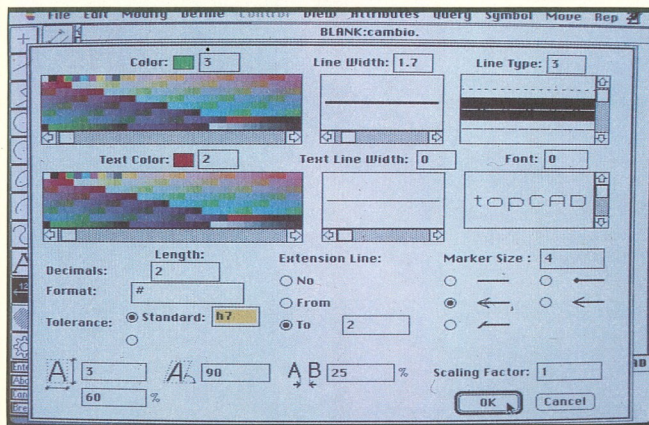 File Edit Modify Define Control View Attributes Query Symbol Move Rep
BLANK:cambio.
Color: 3 Line Width: 1.7 Line Type: 3
Text Color: 2 Text Line Width: 0 Font: 0
topCAD
Length:
Decimals: 2
Format: #
Tolerance: Standard: h7
Extension Line:
No
From
To 2
Marker Size : 4
A 3 A 90 A B 25 % Scaling Factor: 1
60 %
OK Cancel